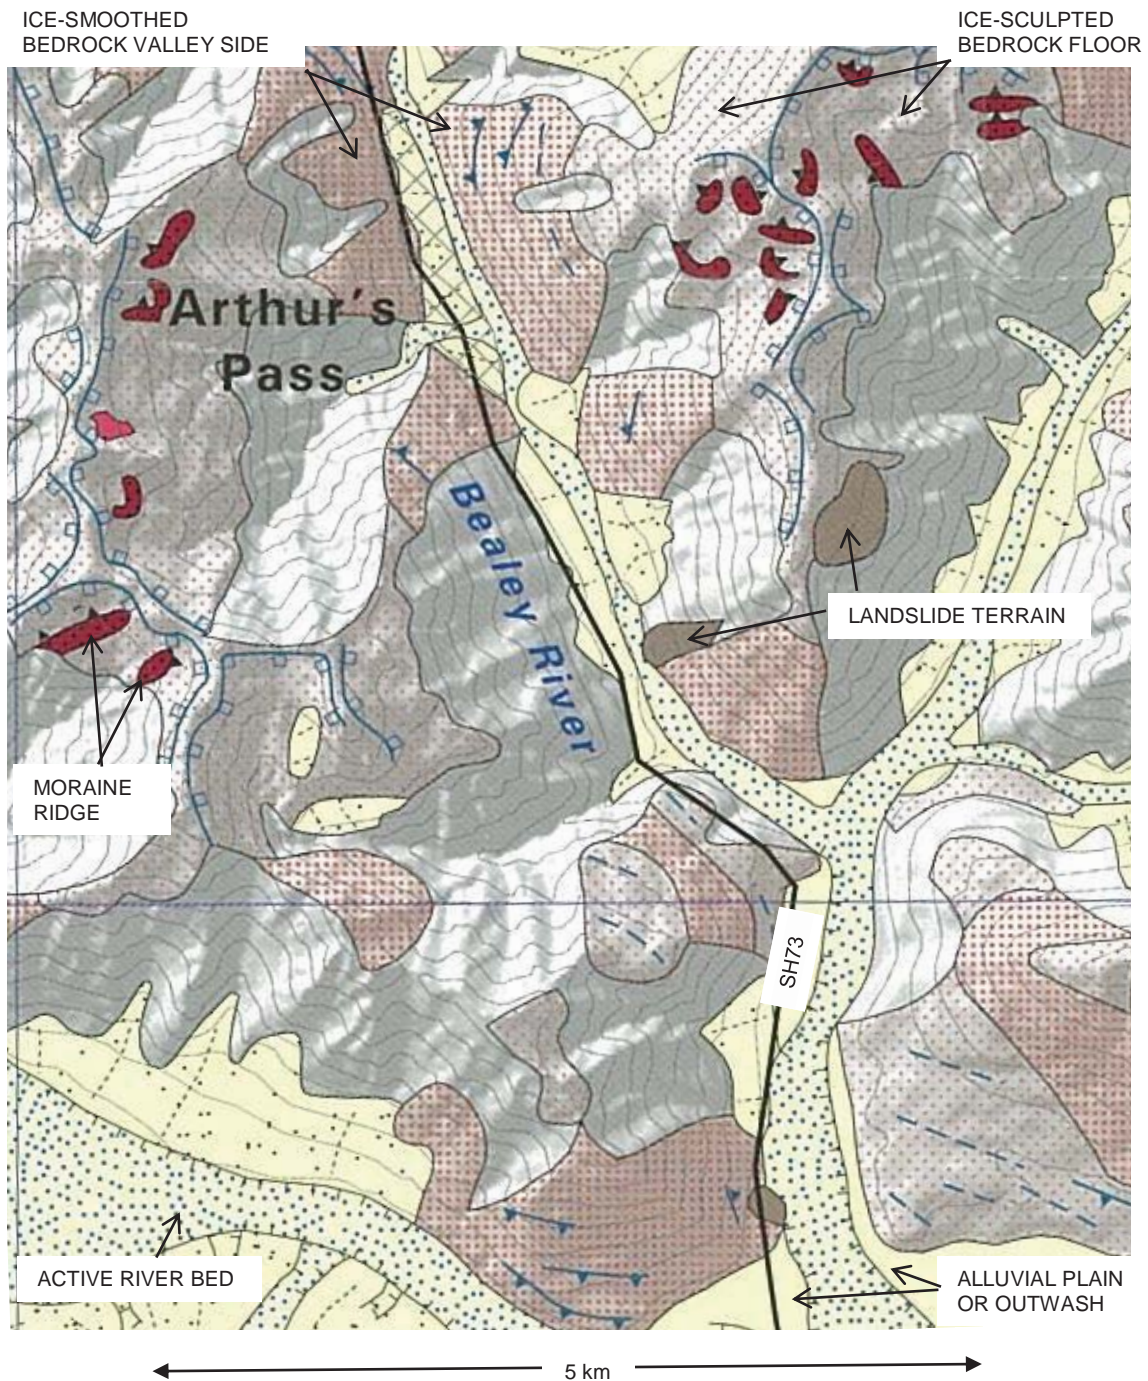 ICE-SMOOTHED
BEDROCK VALLEY SIDE
ICE-SCULPTED
BEDROCK FLOOR
Arthur's
Pass
Bealey River
LANDSLIDE TERRAIN
MORAINE
RIDGE
SH73
ACTIVE RIVER BED
ALLUVIAL PLAIN
OR OUTWASH
5 km